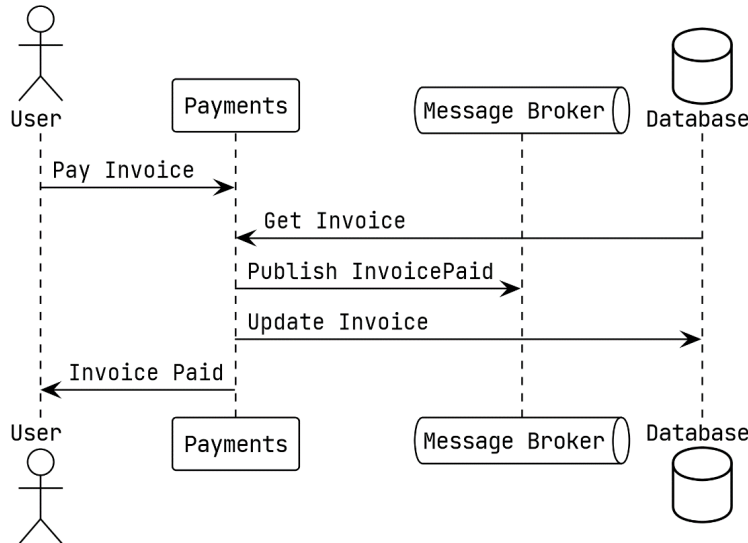 User
Payments
Message Broker
Database
Pay Invoice
Get Invoice
Publish InvoicePaid
Update Invoice
Invoice Paid
User
Payments
Message Broker
Database